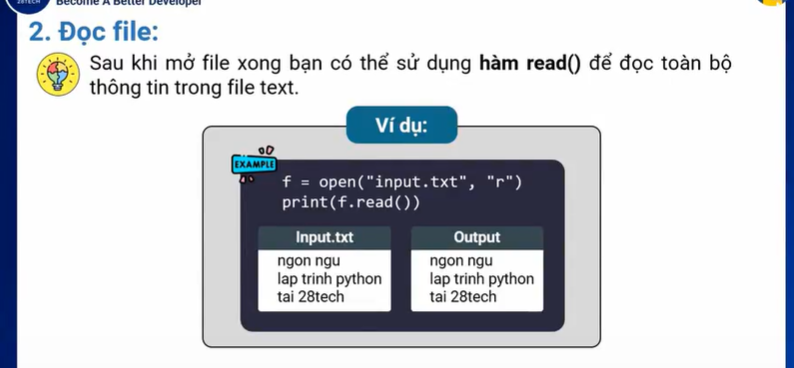 28TECH
Become A Better Developer
2. Đọc file:
Sau khi mở file xong bạn có thể sử dụng hàm read() để đọc toàn bộ
thông tin trong file text.
Ví dụ:
EXAMPLE
f = open("input.txt", "r")
print(f.read())
Input.txt
ngon ngu
lap trinh python
tai 28tech
Output
ngon ngu
lap trinh python
tai 28tech